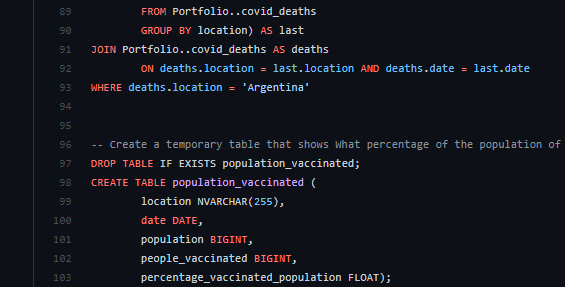 89 FROM Portfolio..covid_deaths
90 GROUP BY location) AS last
91 JOIN Portfolio..covid_deaths AS deaths
92 ON deaths.location = last.location AND deaths.date = last.date
93 WHERE deaths.location = 'Argentina'
94
95
96 -- Create a temporary table that shows What percentage of the population of
97 DROP TABLE IF EXISTS population_vaccinated;
98 CREATE TABLE population_vaccinated (
99 location NVARCHAR(255),
100 date DATE,
101 population BIGINT,
102 people_vaccinated BIGINT,
103 percentage_vaccinated_population FLOAT);